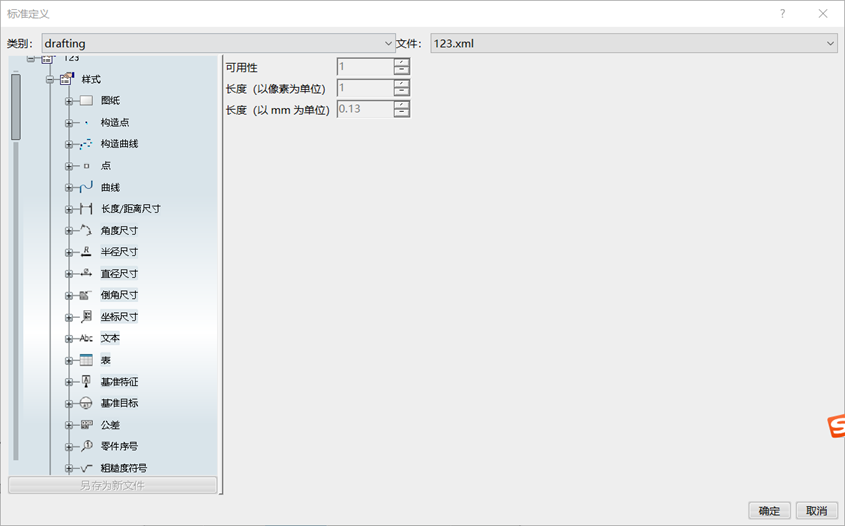 标准定义
类别: drafting 文件: 123.xml
123
样式
图纸
构造点
构造曲线
点
曲线
长度/距离尺寸
角度尺寸
半径尺寸
直径尺寸
倒角尺寸
坐标尺寸
Abc 文本
表
基准特征
基准目标
公差
零件序号
粗糙度符号
另存为新文件
可用性 1
长度（以像素为单位） 1
长度（以 mm 为单位） 0.13
确定 取消